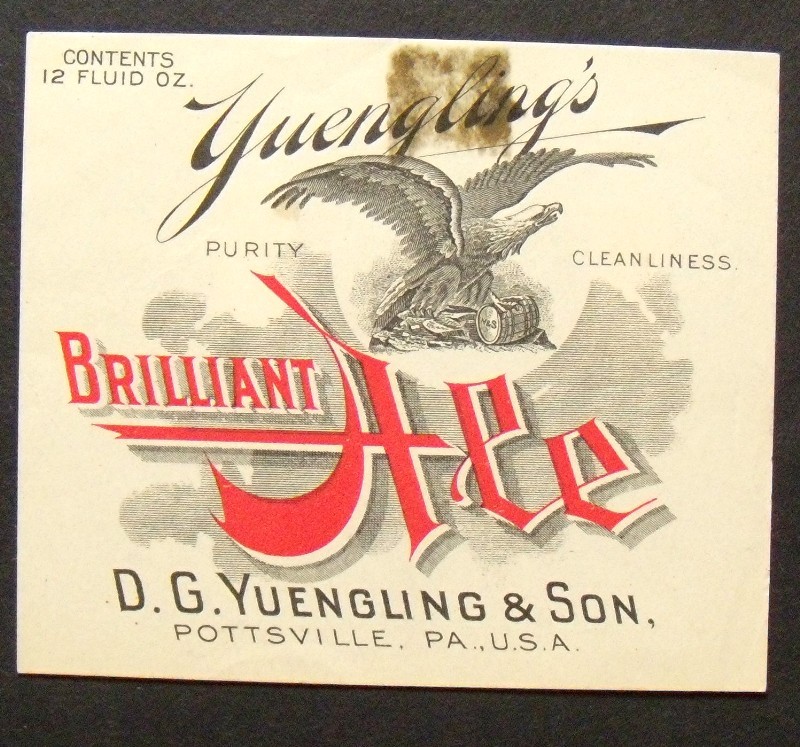 CONTENTS
12 FLUID OZ.
Yuengling's
PURITY
CLEANLINESS.
BRILLIANT
Ale
D. G. YUENGLING & SON,
POTTSVILLE, PA., U.S.A.